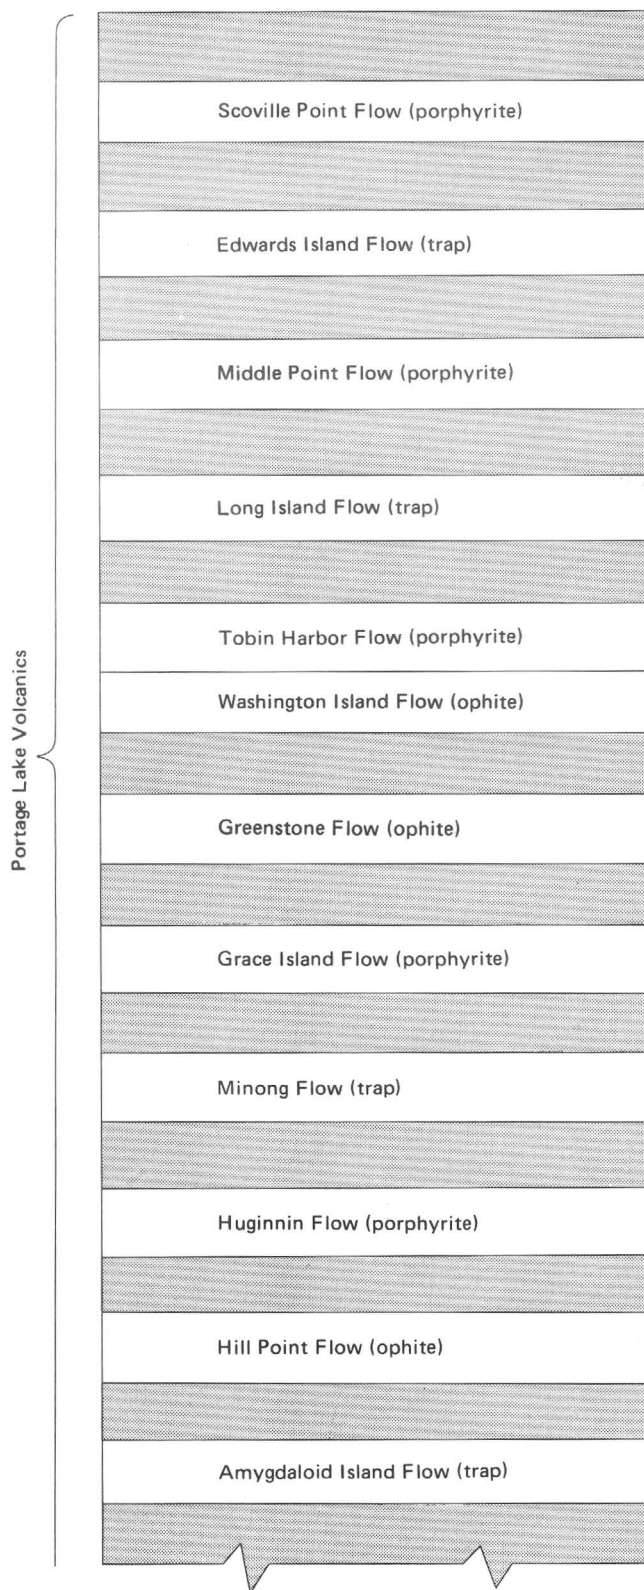 Portage Lake Volcanics
Scoville Point Flow (porphyrite)
Edwards Island Flow (trap)
Middle Point Flow (porphyrite)
Long Island Flow (trap)
Tobin Harbor Flow (porphyrite)
Washington Island Flow (ophite)
Greenstone Flow (ophite)
Grace Island Flow (porphyrite)
Minong Flow (trap)
Huginnin Flow (porphyrite)
Hill Point Flow (ophite)
Amygdaloid Island Flow (trap)